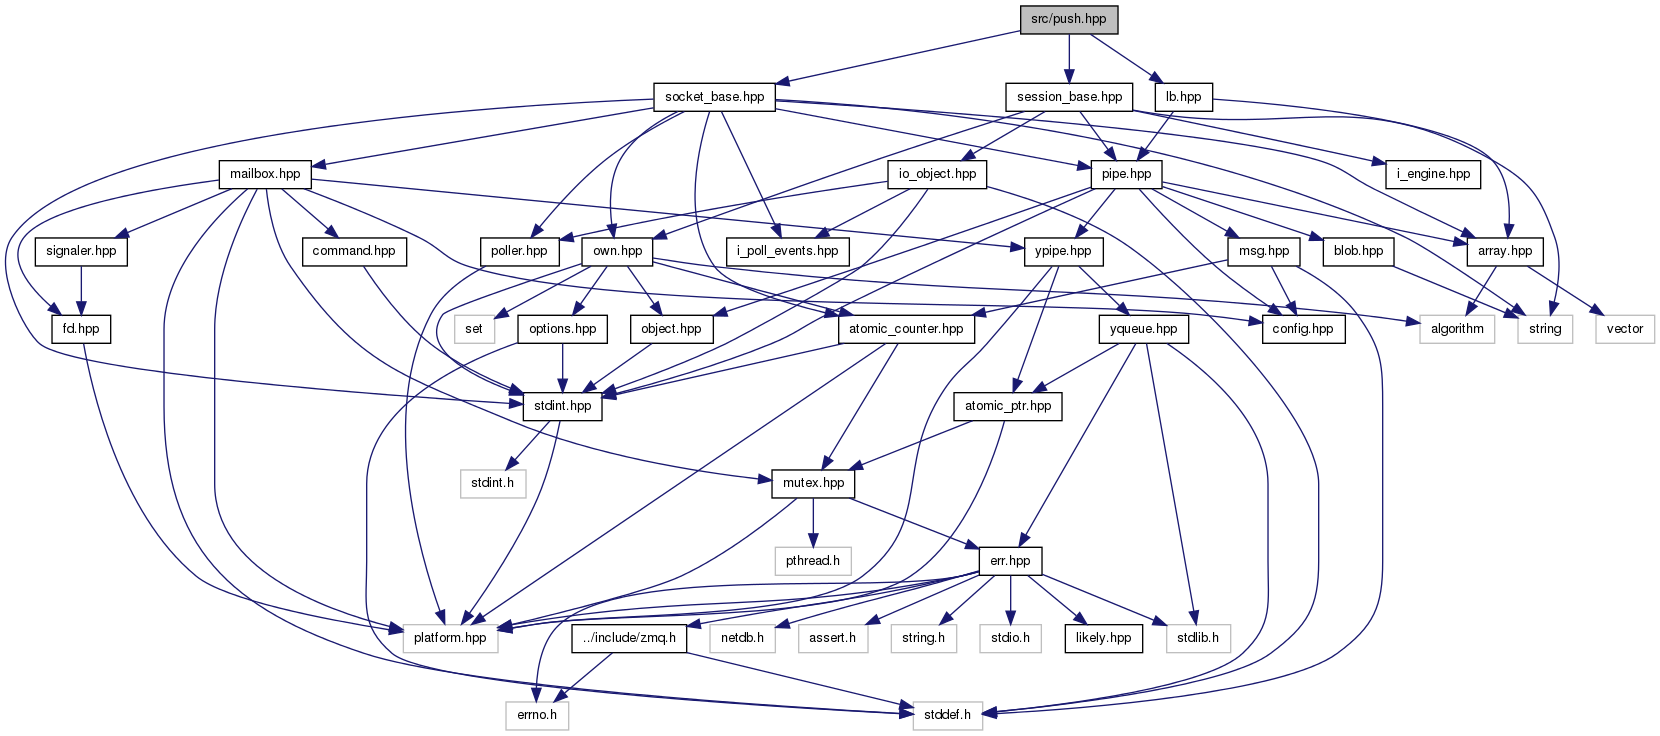 src/push.hpp
socket_base.hpp
session_base.hpp
lb.hpp
mailbox.hpp
io_object.hpp
pipe.hpp
i_engine.hpp
signaler.hpp
command.hpp
poller.hpp
own.hpp
i_poll_events.hpp
ypipe.hpp
msg.hpp
blob.hpp
array.hpp
fd.hpp
set
options.hpp
object.hpp
atomic_counter.hpp
yqueue.hpp
config.hpp
algorithm
string
vector
stdint.hpp
atomic_ptr.hpp
stdint.h
mutex.hpp
pthread.h
err.hpp
platform.hpp
../include/zmq.h
netdb.h
assert.h
string.h
stdio.h
likely.hpp
stdlib.h
errno.h
stddef.h